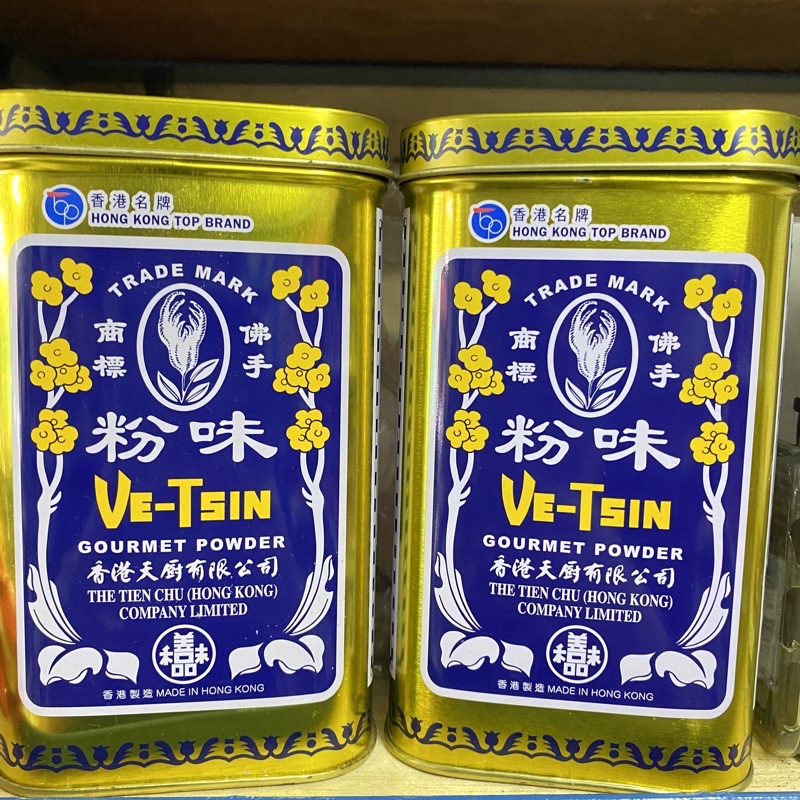 香港名牌
HONG KONG TOP BRAND
TRADE MARK
商標
佛手
粉味
VE-TSIN
GOURMET POWDER
香港天厨有限公司
THE TIEN CHU (HONG KONG)
COMPANY LIMITED
香港製造 MADE IN HONG KONG
香港名牌
HONG KONG TOP BRAND
TRADE MARK
商標
佛手
粉味
VE-TSIN
GOURMET POWDER
香港天厨有限公司
THE TIEN CHU (HONG KONG)
COMPANY LIMITED
香港製造 MADE IN HONG KONG